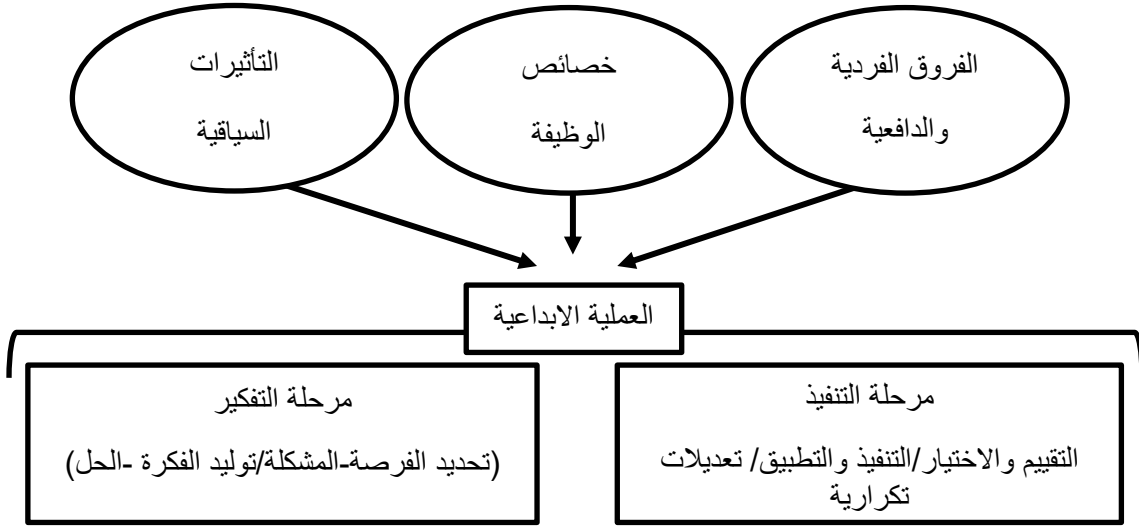 الفروق الفردية
والدافعية
خصائص
الوظيفة
التأثيرات
السياقية
العملية الابداعية
مرحلة التنفيذ
التقييم والاختيار/التنفيذ والتطبيق/ تعديلات
تكرارية
مرحلة التفكير
(تحديد الفرصة-المشكلة/توليد الفكرة -الحل)